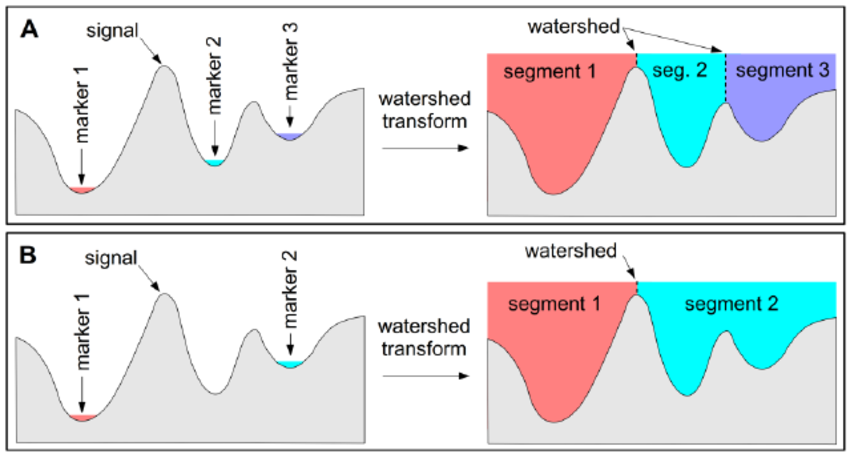 A
signal
marker 1
marker 2
marker 3
watershed
transform
watershed
segment 1
seg. 2
segment 3
B
signal
marker 1
marker 2
watershed
transform
watershed
segment 1
segment 2